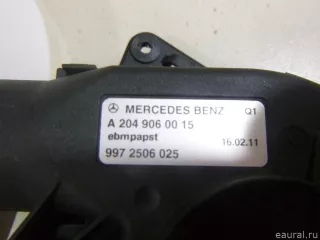 MERCEDES BENZ Q1
A 204 906 00 15
ebmpapst 16.02.11
997 2506 025
© eaural.ru